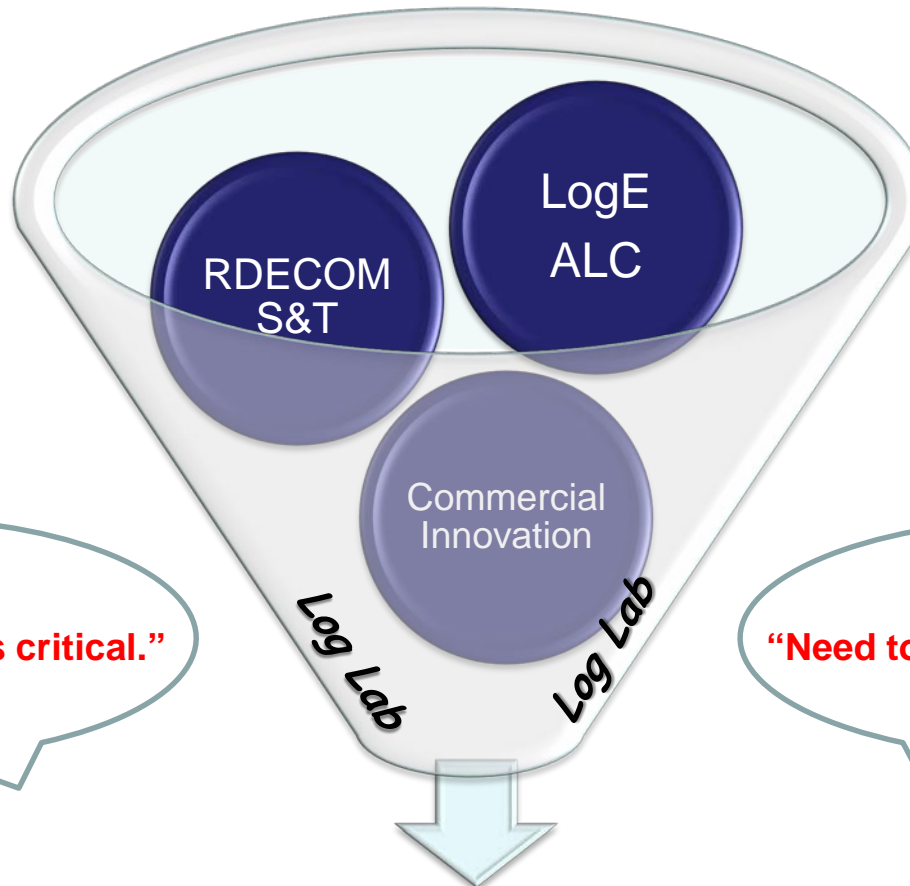 LogE
ALC
RDECOM
S&T
Commercial
Innovation
Log Lab
Log Lab
s critical.”
“Need to